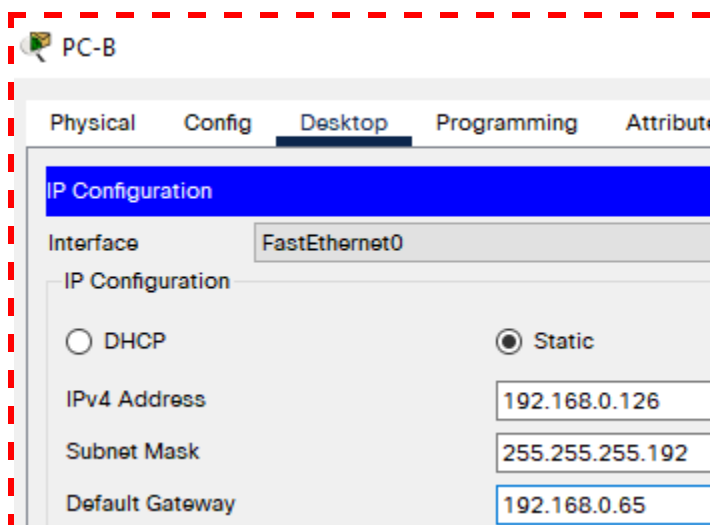 PC-B
Physical Config Desktop Programming
IP Configuration
Interface FastEthernet0
IP Configuration
DHCP Static
IPv4 Address 192.168.0.126
Subnet Mask 255.255.255.192
Default Gateway 192.168.0.65